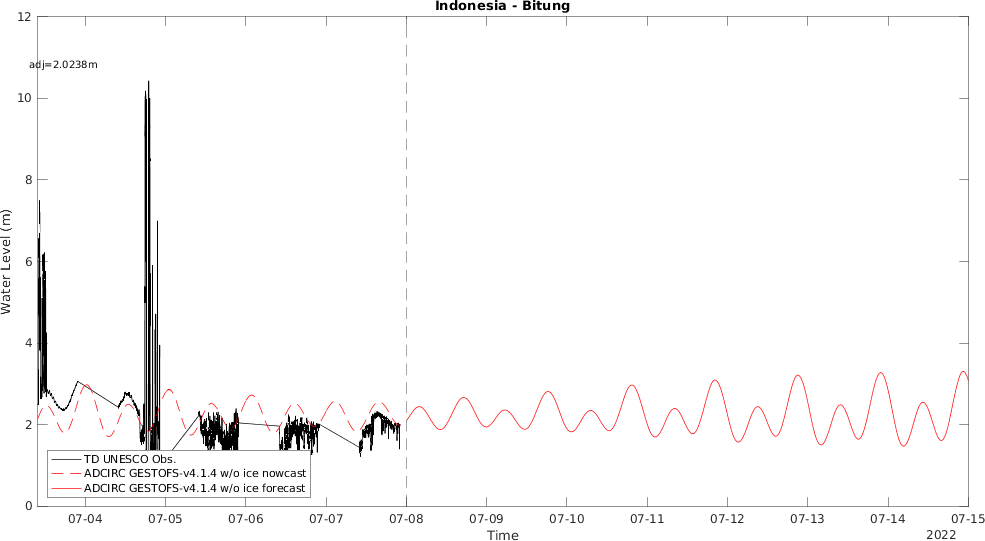 Indonesia - Bitung
12
adj=2.0238m
10
8
6
4
2
0
Water Level (m)
TD UNESCO Obs.
ADCIRC GESTOFS-v4.1.4 w/o ice nowcast
ADCIRC GESTOFS-v4.1.4 w/o ice forecast
07-04 07-05 07-06 07-07 07-08 07-09 07-10 07-11 07-12 07-13 07-14 07-15
Time
2022